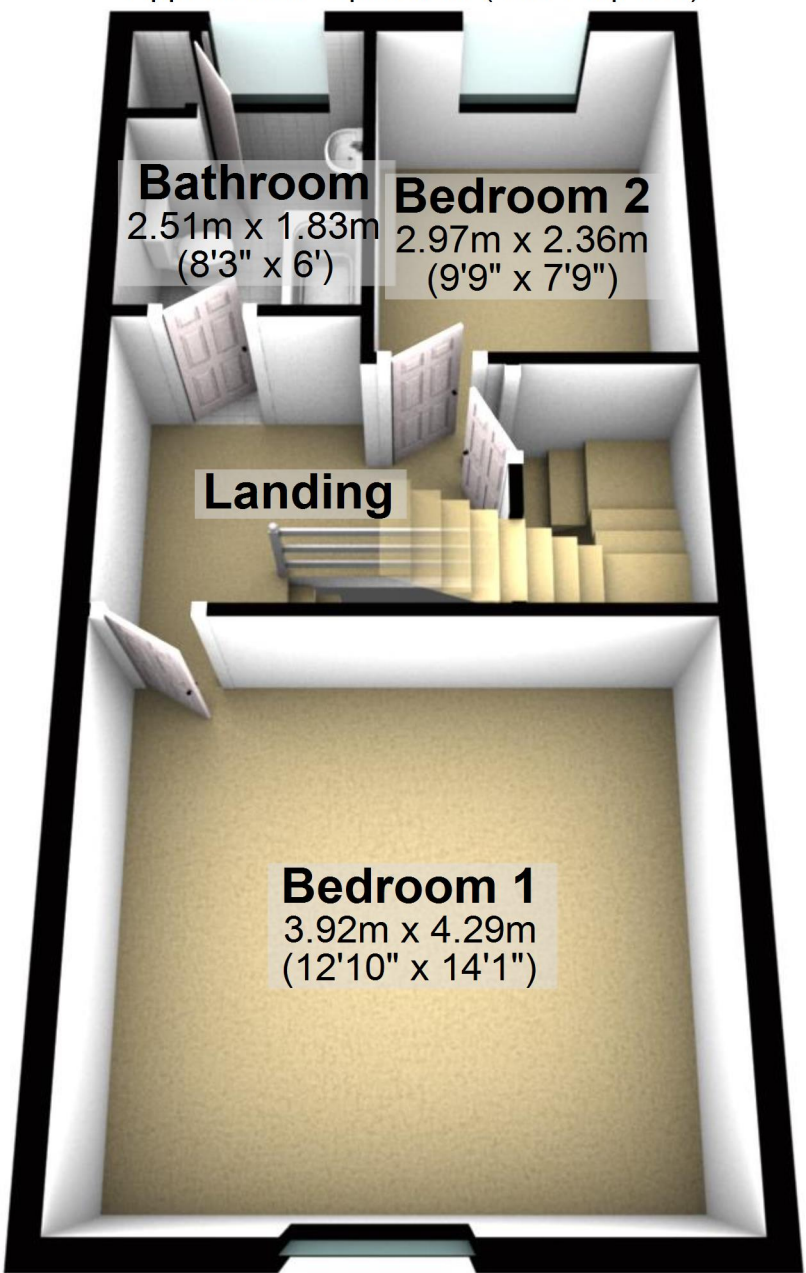 Bathroom
2.51m x 1.83m
(8'3" x 6')
Bedroom 2
2.97m x 2.36m
(9'9" x 7'9")
Landing
Bedroom 1
3.92m x 4.29m
(12'10" x 14'1")